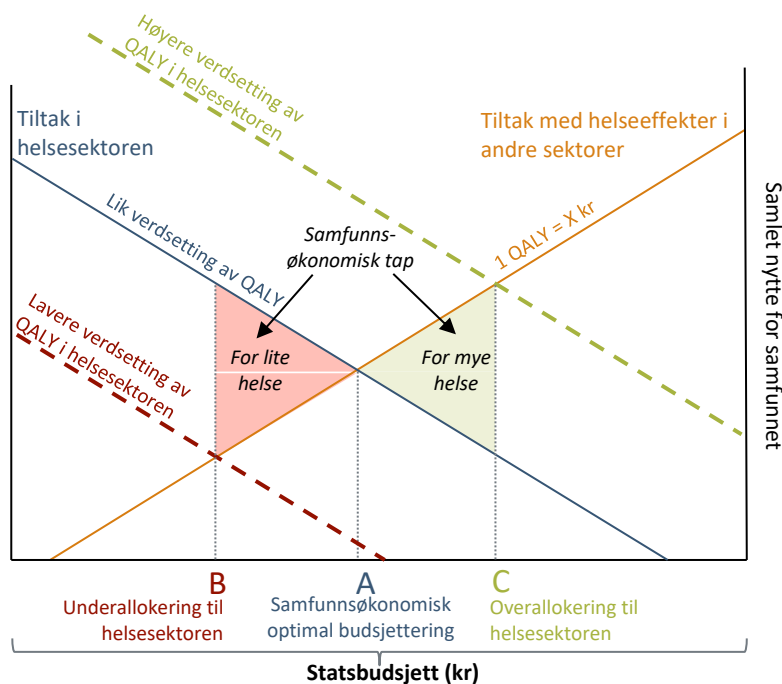 Høyere verdsetting av
QALY i helsesektoren
Tiltak i
helsesektoren
Tiltak med helseeffekter i
andre sektorer
Lik verdsetting av QALY
Samfunns-
økonomisk tap
1 QALY = X kr
Lavere verdsetting av
QALY i helsesektoren
For lite
helse
For mye
helse
Samlet nytte for samfunnet
B
A
C
Underallokering til
helsesektoren
Samfunnsøkonomisk
optimal budsjettering
Overallokering til
helsesektoren
Statsbudsjett (kr)